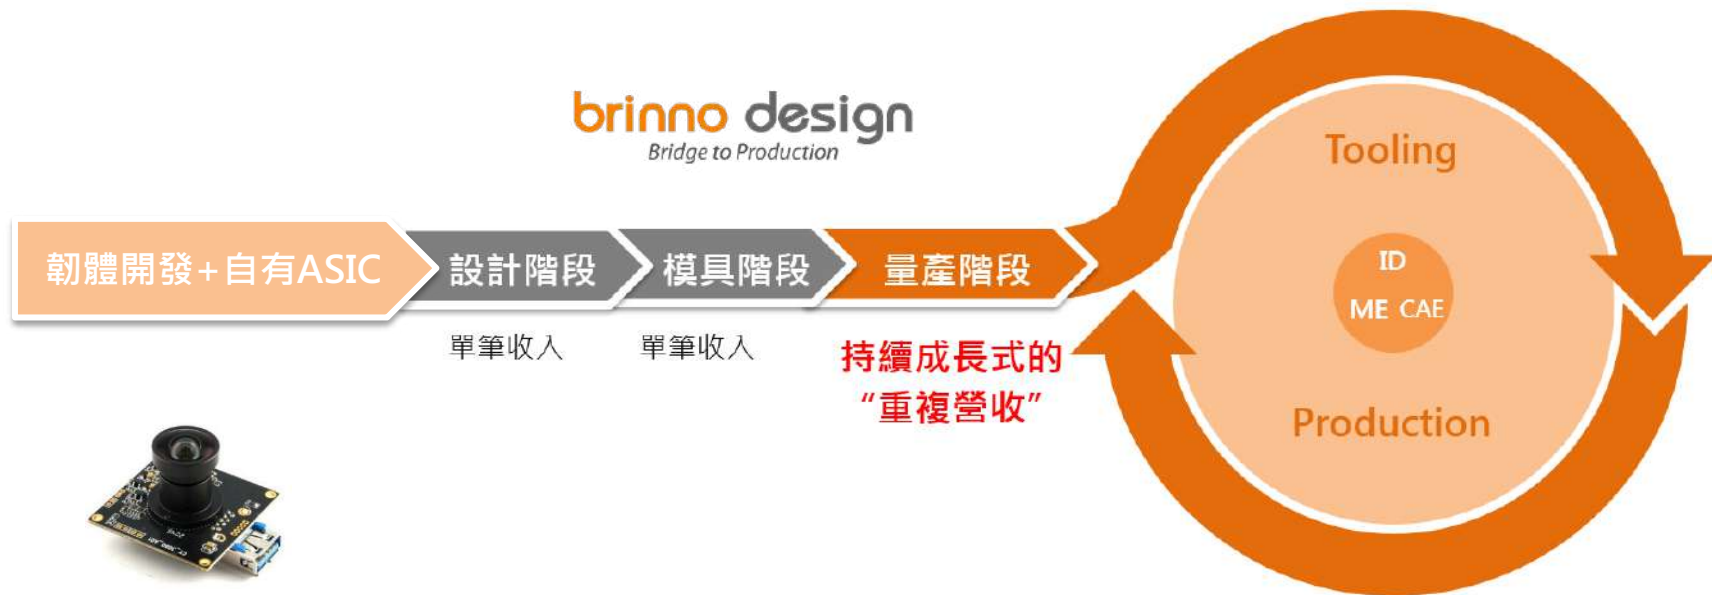 brinno design
Bridge to Production
韌體開發+自有ASIC
設計階段
模具階段
量產階段
單筆收入
單筆收入
持續成長式的
“重複營收”
Tooling
ID
ME CAE
Production